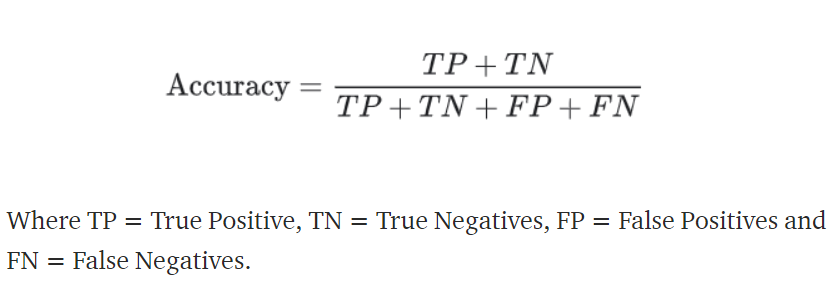 Accuracy = \frac{TP + TN}{TP + TN + FP + FN}
Where TP = True Positive, TN = True Negatives, FP = False Positives and
FN = False Negatives.